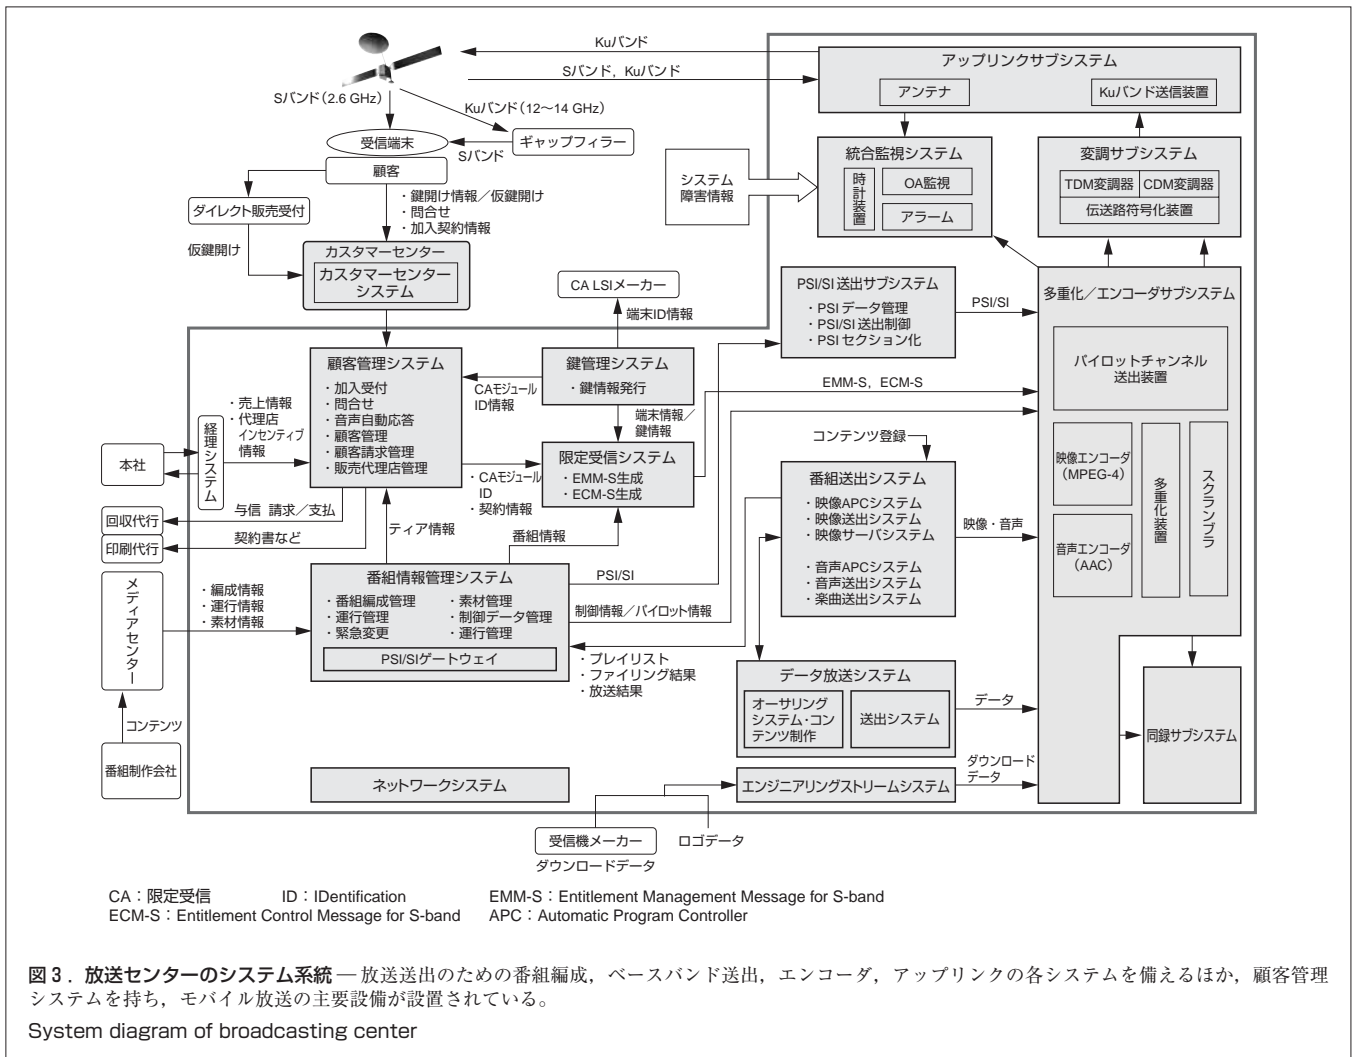 Kuバンド
Sバンド，Kuバンド
Sバンド（2.6 GHz）
Kuバンド（12～14 GHz）
受信端末
Sバンド
ギャップフィラー
顧客
ダイレクト販売受付
・鍵開け情報／仮鍵開け
・問合せ
・加入契約情報
仮鍵開け
カスタマーセンター
カスタマーセンター
システム
アップリンクサブシステム
アンテナ
Kuバンド送信装置
システム
障害情報
統合監視システム
時計装置
OA監視
アラーム
変調サブシステム
TDM変調器
CDM変調器
伝送路符号化装置
CA LSIメーカー
端末ID情報
PSI/SI 送出サブシステム
・PSI データ管理
・PSI/SI 送出制御
・PSI セクション化
PSI/SI
多重化／エンコーダサブシステム
パイロットチャンネル
送出装置
映像エンコーダ
（MPEG-4）
音声エンコーダ
（AAC）
多重化装置
スクランブラ
顧客管理システム
・加入受付
・問合せ
・音声自動応答
・顧客管理
・顧客請求管理
・販売代理店管理
CAモジュール
ID情報
鍵管理システム
・鍵情報発行
端末情報／
鍵情報
EMM-S，ECM-S
本社
経理システム
・売上情報
・代理店
インセンティブ
情報
・CAモジュール
ID
・契約情報
限定受信システム
・EMM-S生成
・ECM-S生成
コンテンツ登録
番組送出システム
・映像APCシステム
・映像送出システム
・映像サーバシステム
・音声APCシステム
・音声送出システム
・楽曲送出システム
映像・音声
回収代行
与信 請求／支払
印刷代行
契約書など
ティア情報
番組情報
メディアセンター
・編成情報
・運行情報
・素材情報
番組情報管理システム
・番組編成管理
・運行管理
・緊急変更
・素材管理
・制御データ管理
・運行管理
PSI/SIゲートウェイ
PSI/SI
制御情報／パイロット情報
・プレイリスト
・ファイリング結果
・放送結果
データ放送システム
オーサリング
システム・コン
テンツ制作
送出システム
データ
同録サブシステム
コンテンツ
番組制作会社
ネットワークシステム
エンジニアリングストリームシステム
ダウンロード
データ
受信機メーカー
ダウンロードデータ
ロゴデータ
CA：限定受信 ID：IDentification EMM-S：Entitlement Management Message for S-band
ECM-S：Entitlement Control Message for S-band APC：Automatic Program Controller
図3．放送センターのシステム系統 — 放送送出のための番組編成，ベースバンド送出，エンコーダ，アップリンクの各システムを備えるほか，顧客管理
システムを持ち，モバイル放送の主要設備が設置されている。
System diagram of broadcasting center